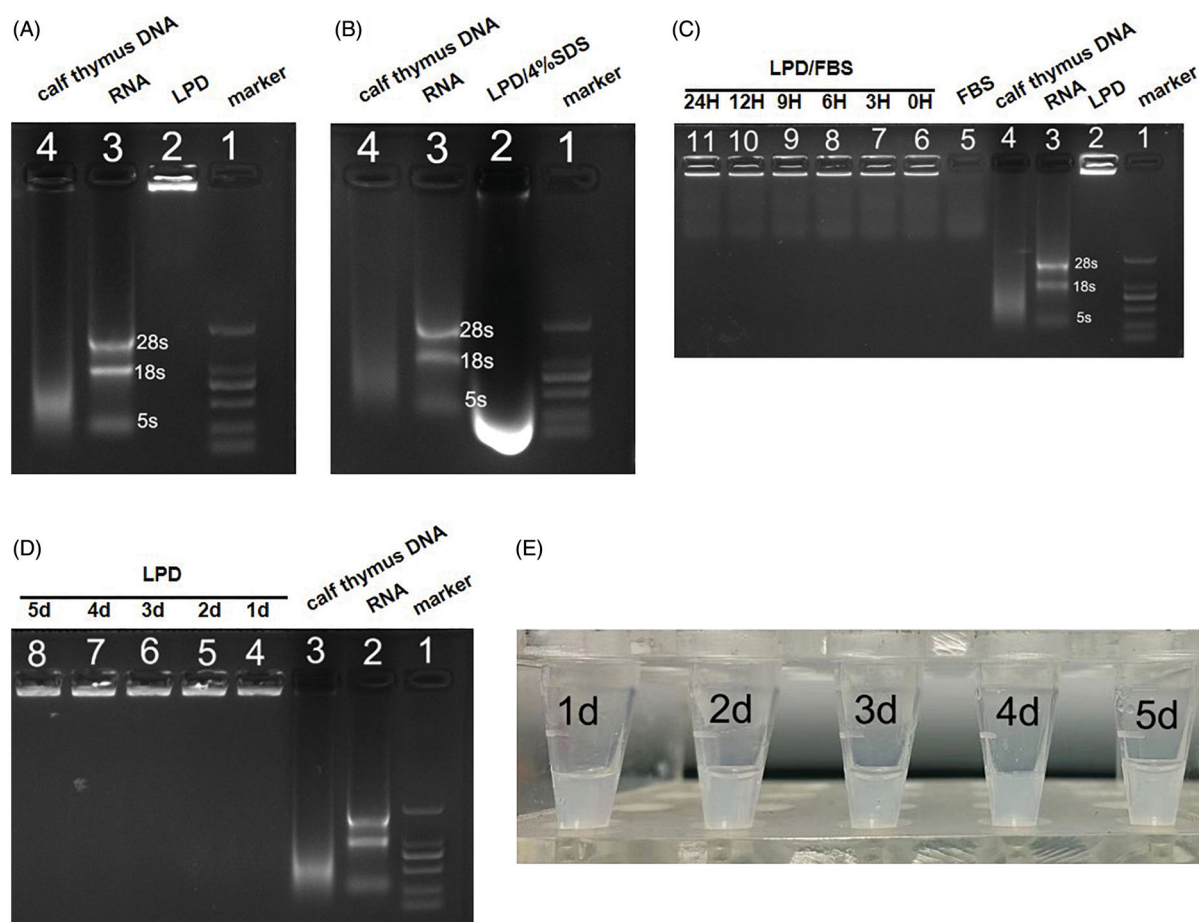 (A)
calf thymus DNA
RNA
LPD
marker
4 3 2 1
28s
18s
5s
(B)
calf thymus DNA
RNA
LPD/4%SDS
marker
4 3 2 1
28s
18s
5s
(C)
LPD/FBS
24H 12H 9H 6H 3H 0H
FBS
calf thymus DNA
RNA
LPD
marker
11 10 9 8 7 6 5 4 3 2 1
28s
18s
5s
(D)
LPD
5d 4d 3d 2d 1d
calf thymus DNA
RNA
marker
8 7 6 5 4 3 2 1
(E)
1d 2d 3d 4d 5d